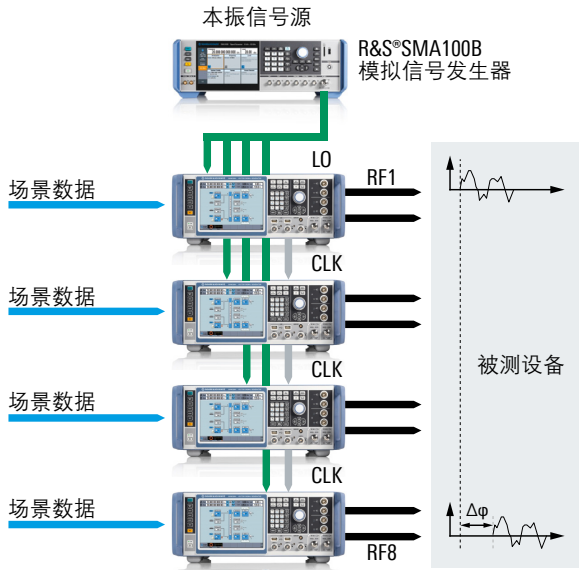 本振信号源
R&S®SMA100B
模拟信号发生器
LO
RF1
场景数据
CLK
场景数据
被测设备
CLK
场景数据
CLK
场景数据
Δφ
RF8